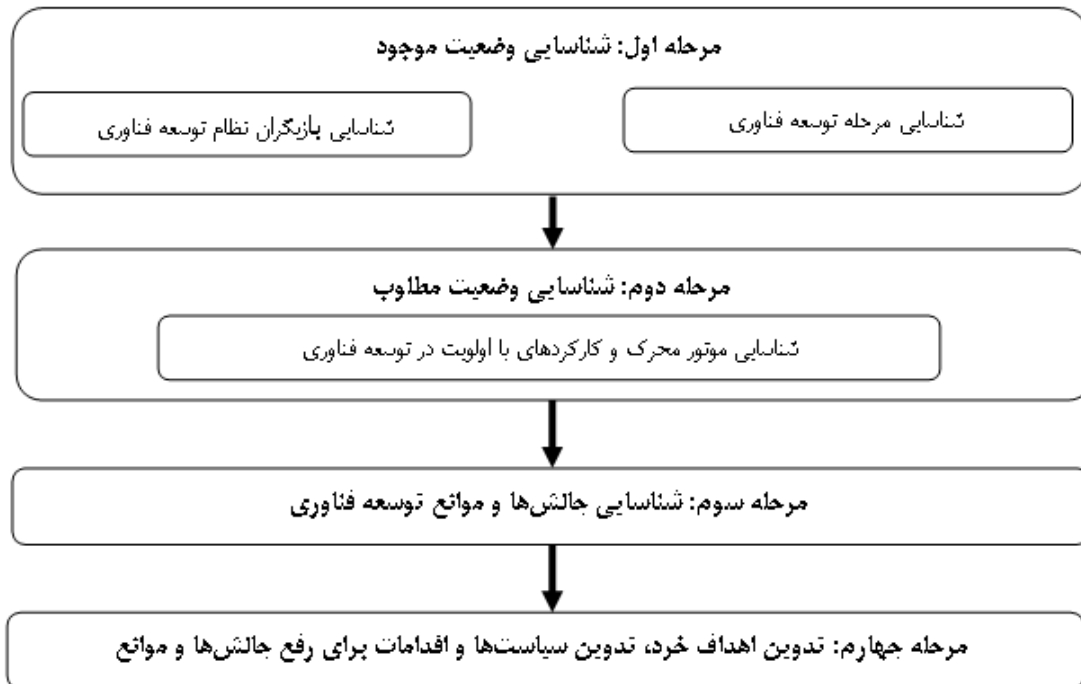 مرحله اول: شناسایی وضعیت موجود
شناسایی مرحله توسعه فناوری
شناسایی بازیگران نظام توسعه فناوری
مرحله دوم: شناسایی وضعیت مطلوب
شناسایی موتور محرک و کارکردهای با اولویت در توسعه فناوری
مرحله سوم: شناسایی چالش‌ها و موانع توسعه فناوری
مرحله چهارم: تدوین اهداف خرد، تدوین سیاست‌ها و اقدامات برای رفع چالش‌ها و موانع